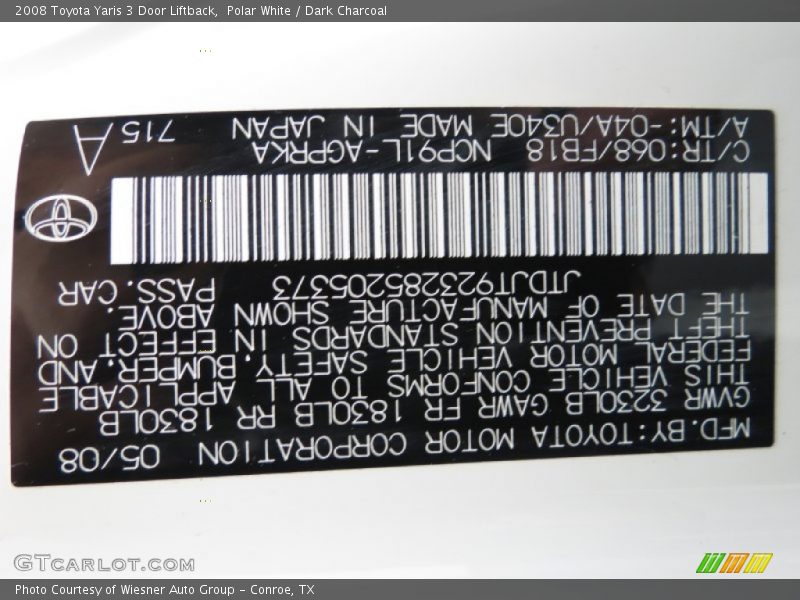 2008 Toyota Yaris 3 Door Liftback,  Polar White / Dark Charcoal
MFD.BY:TOYOTA MOTOR CORPORATION 05/08
GVWR 3230LB GAWR FR 1830LB RR 1830LB
THIS VEHICLE CONFORMS TO ALL APPLICABLE
FEDERAL MOTOR VEHICLE SAFETY,BUMPER,AND
THEFT PREVENTION STANDARDS IN EFFECT ON
THE DATE OF MANUFACTURE SHOWN ABOVE.
JTDJT923285205373 PASS.CAR
C/TR:068/FB18 NCP91L-AGPRKA
A/TM:-04A/U340E MADE IN JAPAN 715 A
GTCARLOT.COM
Photo Courtesy of Wiesner Auto Group - Conroe, TX